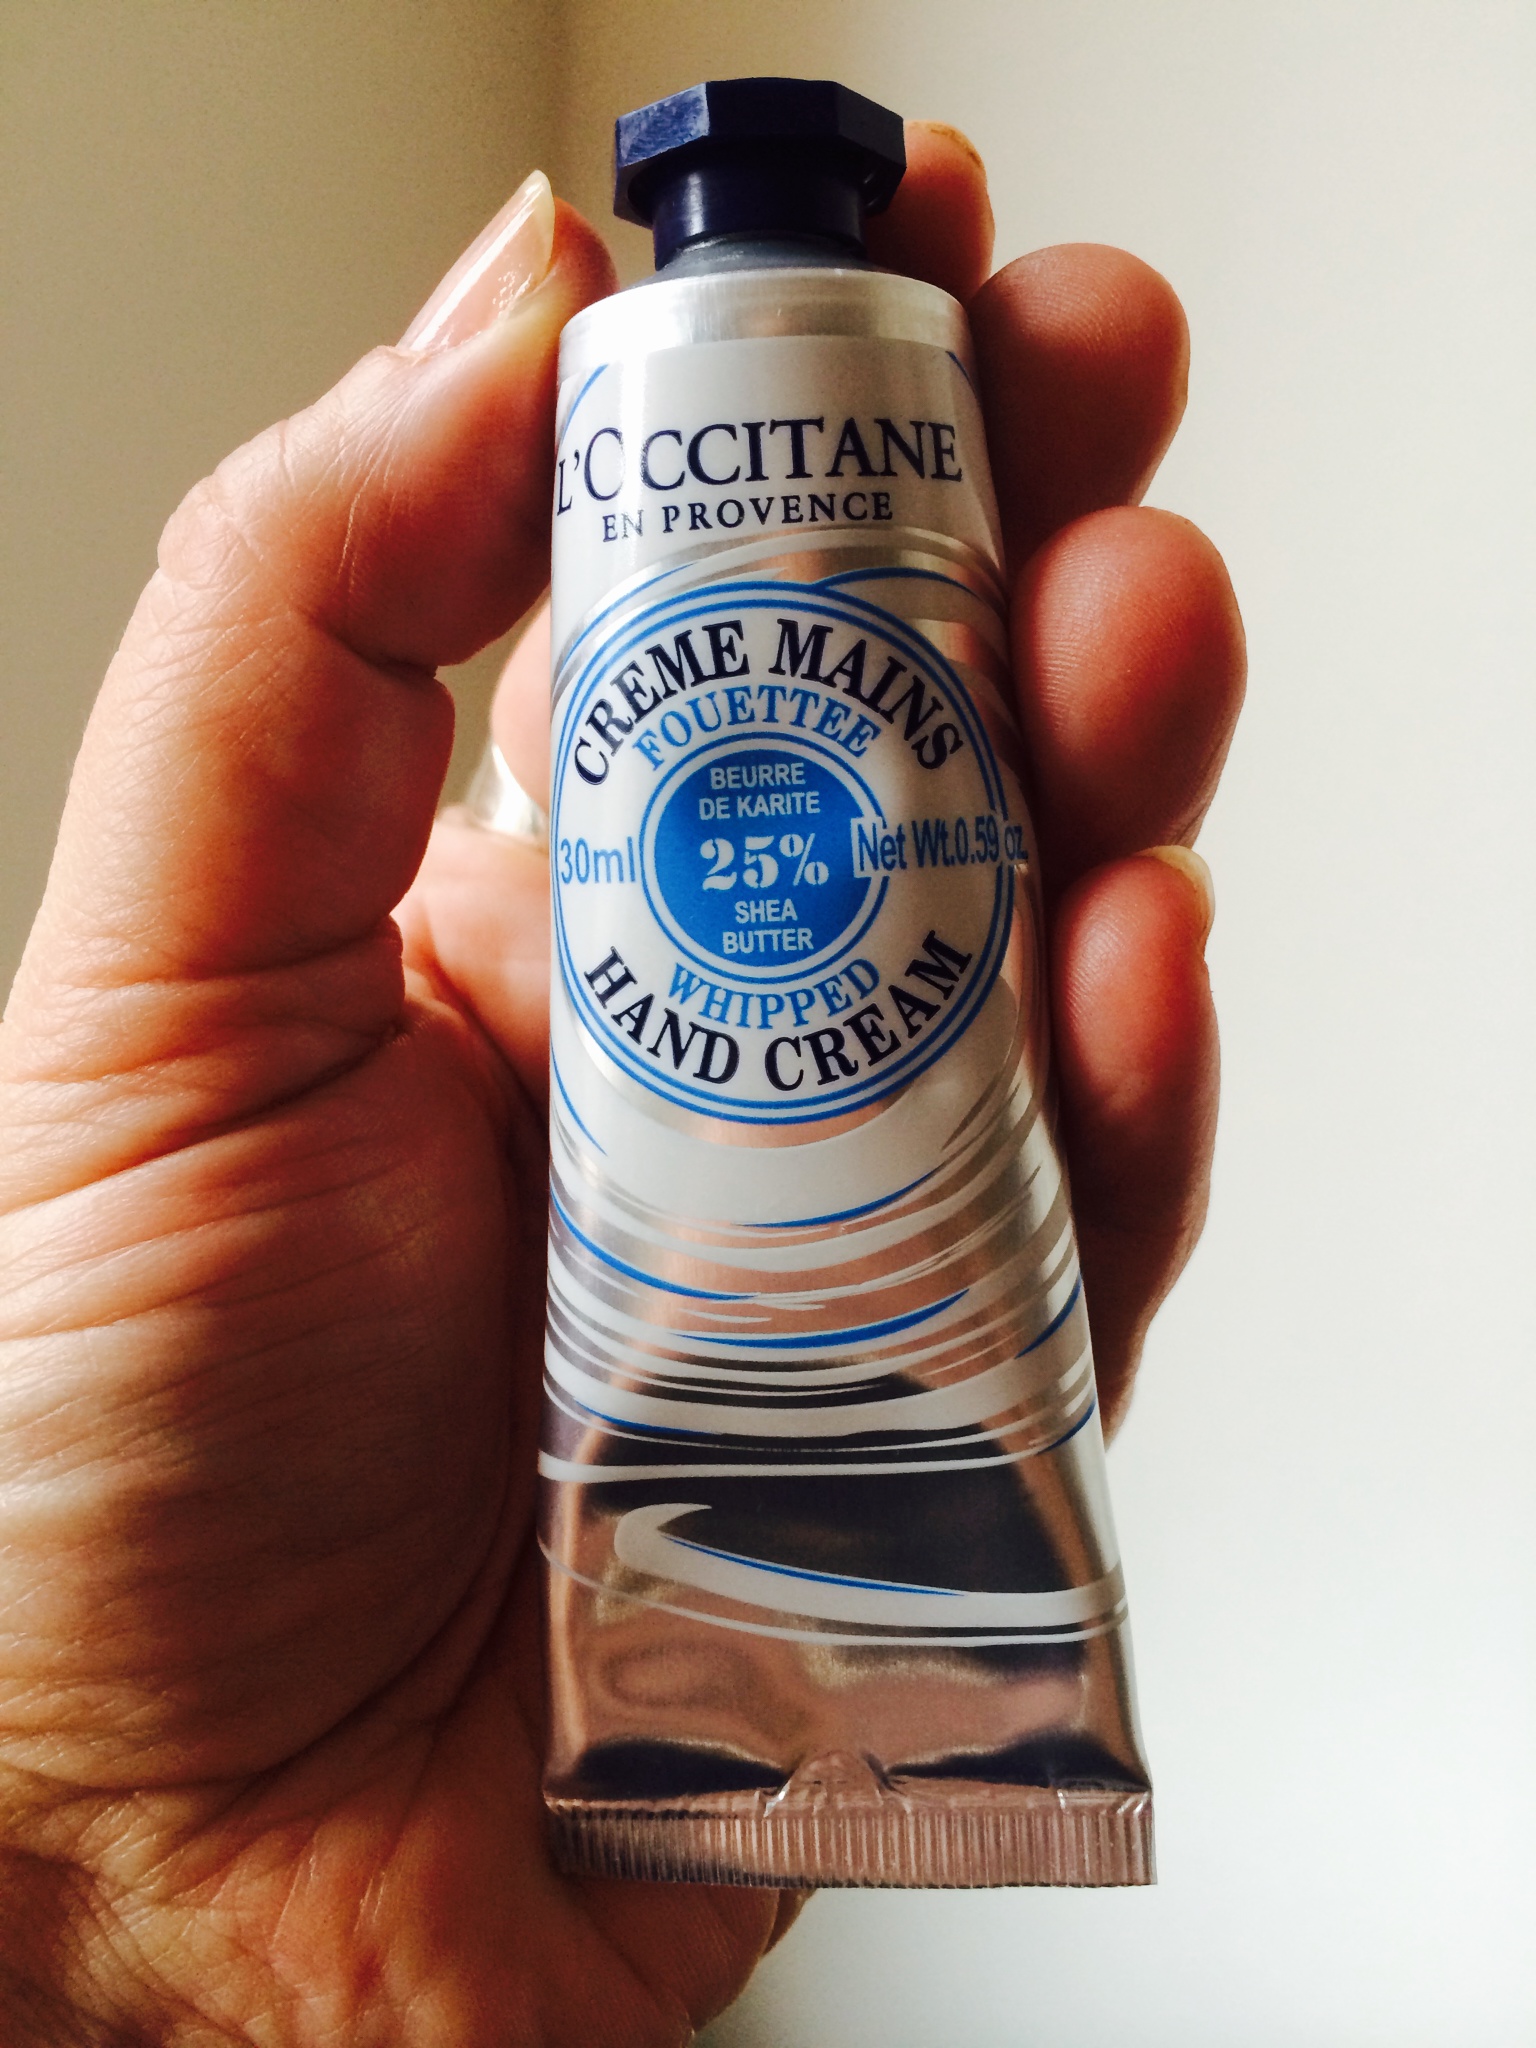 L'OCCITANE
EN PROVENCE
CREME MAINS
FOUETTEE
BEURRE
DE KARITE
30ml
25%
Net Wt.0.59 oz.
SHEA
BUTTER
WHIPPED
HAND CREAM